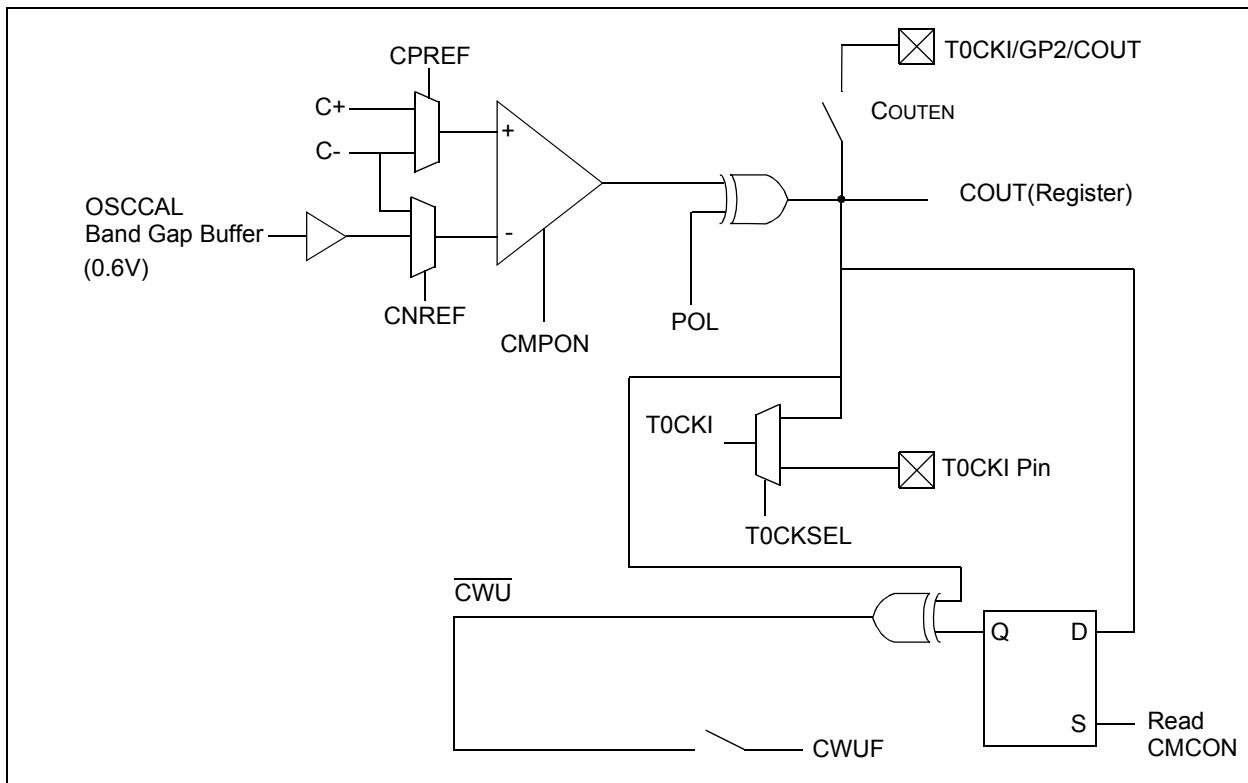 T0CKI/GP2/COUT
CPREF
C+
COUTEN
C-
+
OSCCAL
Band Gap Buffer
(0.6V)
COUT(Register)
-
CNREF
POL
CMPON
T0CKI
T0CKI Pin
T0CKSEL
CWU
Q
D
S
Read
CMCON
CWUF